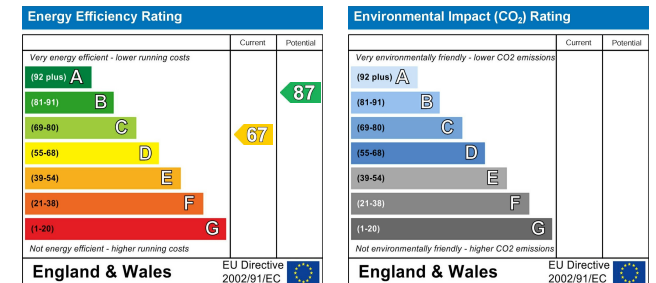 Energy Efficiency Rating
Current Potential
Very energy efficient - lower running costs
(92 plus) A
(81-91) B
(69-80) C
(55-68) D
(39-54) E
(21-38) F
(1-20) G
87
67
Not energy efficient - higher running costs
England & Wales
EU Directive
2002/91/EC
Environmental Impact (CO₂) Rating
Current Potential
Very environmentally friendly - lower CO2 emissions
(92 plus) A
(81-91) B
(69-80) C
(55-68) D
(39-54) E
(21-38) F
(1-20) G
Not environmentally friendly - higher CO2 emissions
England & Wales
EU Directive
2002/91/EC